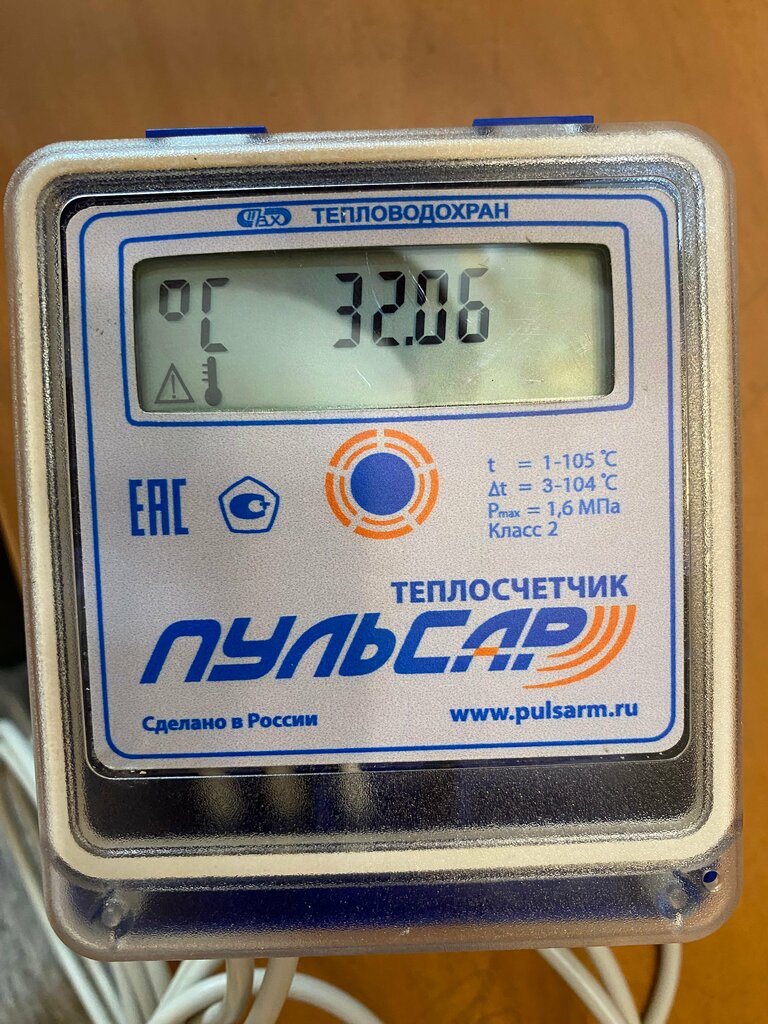 ТЕПЛОВОДОХРАН
°C 32.06
t = 1-105 °C
Δt = 3-104 °C
Pmax = 1,6 МПа
Класс 2
EAC
ТЕПЛОСЧЕТЧИК
ПУЛЬСАР
Сделано в России
www.pulsarm.ru